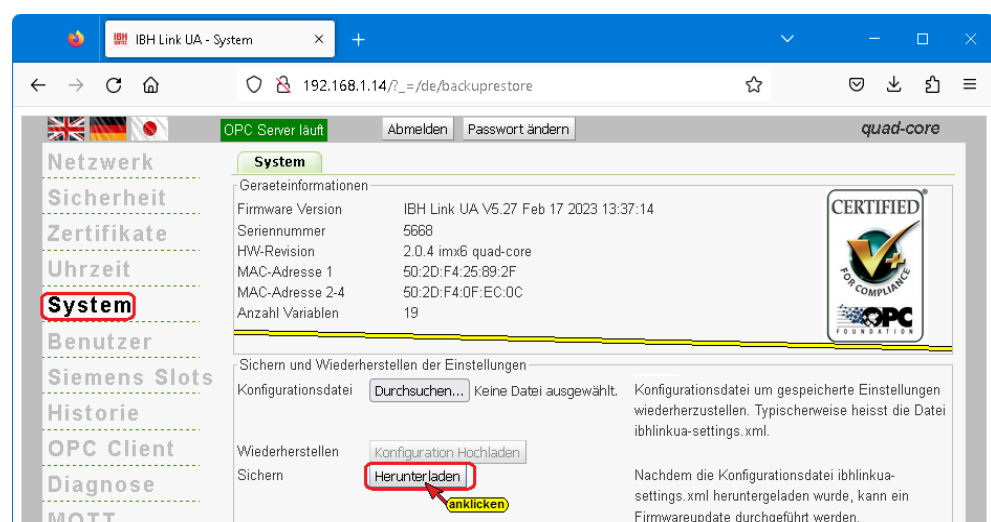 IBH Link UA - System
192.168.1.14/?_=/de/backuprestore
OPC Server läuft
Abmelden
Passwort ändern
quad-core
Netzwerk
Sicherheit
Zertifikate
Uhrzeit
System
Benutzer
Siemens Slots
Historie
OPC Client
Diagnose
MQTT
System
Geraeteinformationen
Firmware Version IBH Link UA V5.27 Feb 17 2023 13:37:14
Seriennummer 5668
HW-Revision 2.0.4 imx6 quad-core
MAC-Adresse 1 50:2D:F4:25:89:2F
MAC-Adresse 2-4 50:2D:F4:0F:EC:0C
Anzahl Variablen 19
CERTIFIED
FOR COMPLIANCE
OPC
FOUNDATION
Sichern und Wiederherstellen der Einstellungen
Konfigurationsdatei Durchsuchen... Keine Datei ausgewählt.
Konfigurationsdatei um gespeicherte Einstellungen
wiederherzustellen. Typischerweise heisst die Datei
ibhlinkua-settings.xml.
Wiederherstellen Konfiguration Hochladen
Sichern Herunterladen
anklicken
Nachdem die Konfigurationsdatei ibhlinkua-
settings.xml heruntergeladen wurde, kann ein
Firmwareupdate durchgeführt werden.